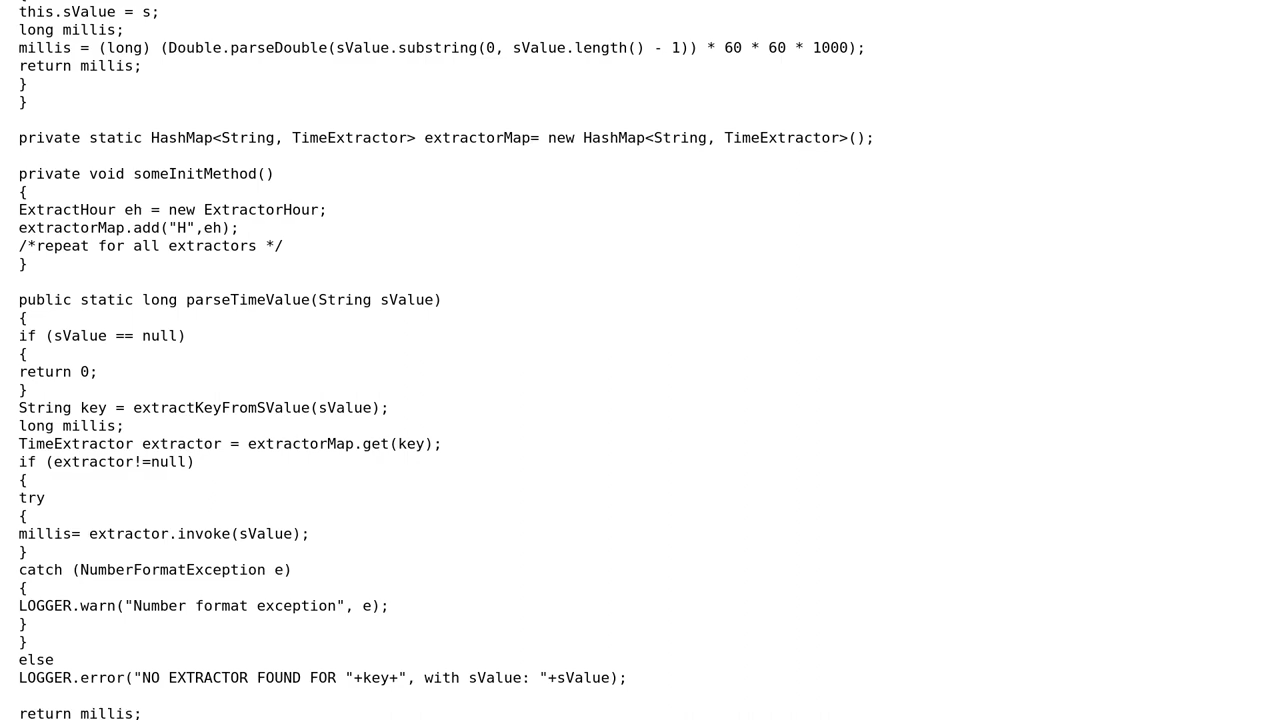 {
this.sValue = s;
long millis;
millis = (long) (Double.parseDouble(sValue.substring(0, sValue.length() - 1)) * 60 * 60 * 1000);
return millis;
}
}
private static HashMap<String, TimeExtractor> extractorMap= new HashMap<String, TimeExtractor>();
private void someInitMethod()
{
ExtractHour eh = new ExtractorHour;
extractorMap.add("H",eh);
/*repeat for all extractors */
}
public static long parseTimeValue(String sValue)
{
if (sValue == null)
{
return 0;
}
String key = extractKeyFromSValue(sValue);
long millis;
TimeExtractor extractor = extractorMap.get(key);
if (extractor!=null)
{
try
{
millis= extractor.invoke(sValue);
}
catch (NumberFormatException e)
{
LOGGER.warn("Number format exception", e);
}
}
else
LOGGER.error("NO EXTRACTOR FOUND FOR "+key+", with sValue: "+sValue);
return millis;